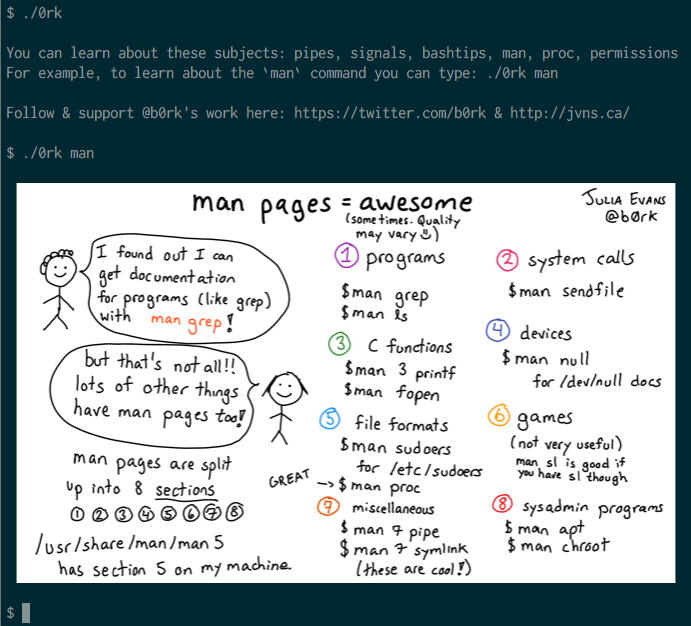 $ ./0rk
You can learn about these subjects: pipes, signals, bashtips, man, proc, permissions
For example, to learn about the `man` command you can type: ./0rk man
Follow & support @b0rk's work here: https://twitter.com/b0rk & http://jvns.ca/
$ ./0rk man
man pages = awesome
(sometimes. Quality
may vary)
JULIA EVANS
@b0rk
I found out I can
get documentation
for programs (like grep)
with man grep!
but that's not all!!
lots of other things
have man pages too!
man pages are split
up into 8 sections
1 2 3 4 5 6 7 8
/usr/share/man/man5
has section 5 on my machine.
1 programs
$man grep
$man ls
2 system calls
$man sendfile
3 C functions
$man 3 printf
$man fopen
4 devices
$man null
for /dev/null docs
5 file formats
$man sudoers
for /etc/sudoers
GREAT → $man proc
6 games
(not very useful)
man sl is good if
you have sl though
7 miscellaneous
$ man 7 pipe
$ man 7 symlink
(these are cool!)
8 sysadmin programs
$ man apt
$ man chroot
$